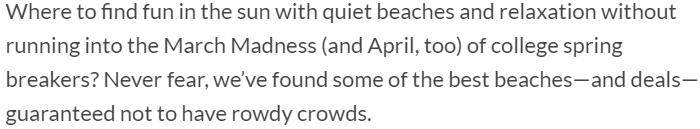 Where to find fun in the sun with quiet beaches and relaxation without
running into the March Madness (and April, too) of college spring
breakers? Never fear, we’ve found some of the best beaches—and deals—
guaranteed not to have rowdy crowds.